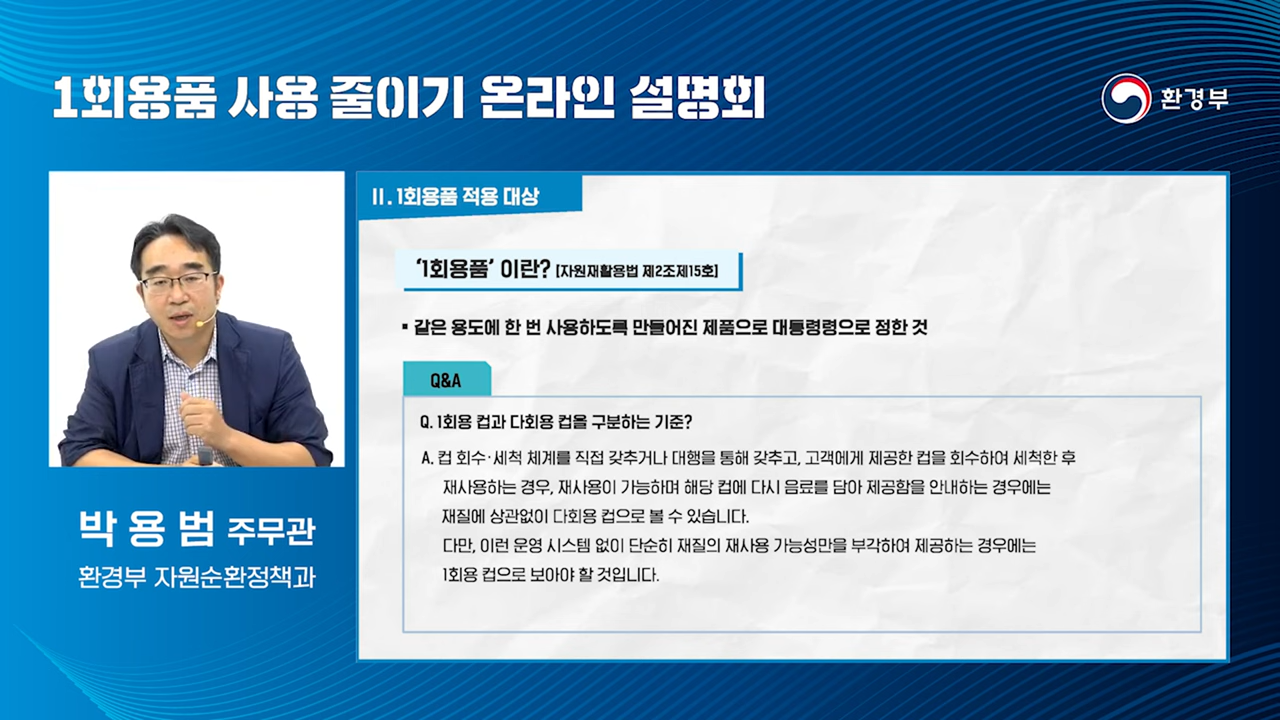 1회용품 사용 줄이기 온라인 설명회
환경부
Ⅱ. 1회용품 적용 대상
‘1회용품’ 이란? [자원재활용법 제2조제15호]
▪ 같은 용도에 한 번 사용하도록 만들어진 제품으로 대통령령으로 정한 것
Q&A
Q. 1회용 컵과 다회용 컵을 구분하는 기준?
A. 컵 회수·세척 체계를 직접 갖추거나 대행을 통해 갖추고, 고객에게 제공한 컵을 회수하여 세척한 후
재사용하는 경우, 재사용이 가능하며 해당 컵에 다시 음료를 담아 제공함을 안내하는 경우에는
재질에 상관없이 다회용 컵으로 볼 수 있습니다.
다만, 이런 운영 시스템 없이 단순히 재질의 재사용 가능성만을 부각하여 제공하는 경우에는
1회용 컵으로 보아야 할 것입니다.
박용범 주무관
환경부 자원순환정책과